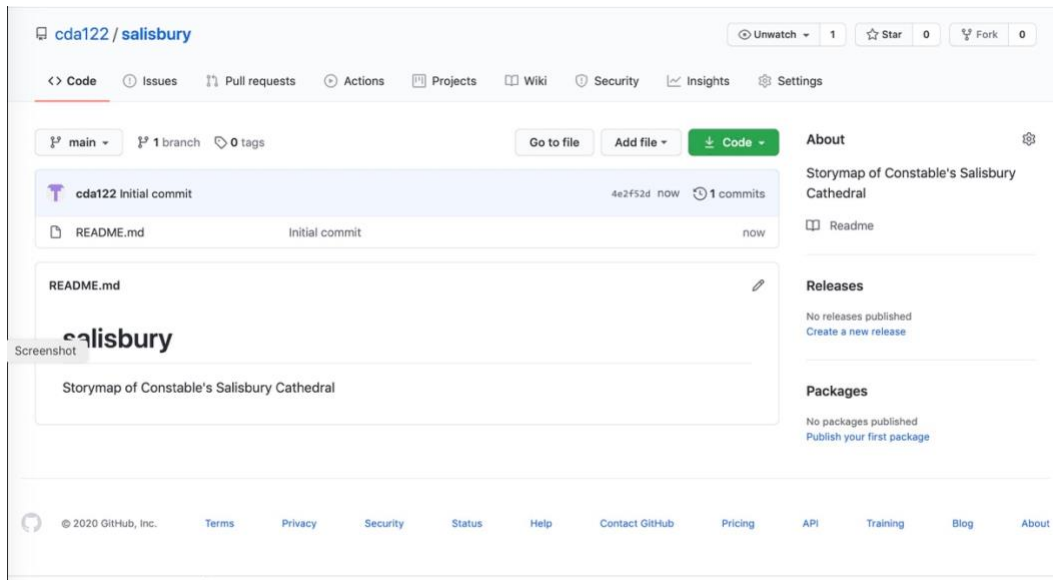 cda122 / salisbury
Unwatch 1 Star 0 Fork 0
<> Code Issues Pull requests Actions Projects Wiki Security Insights Settings
main 1 branch 0 tags Go to file Add file Code
cda122 Initial commit 4e2f52d now 1 commits
README.md Initial commit now
README.md
salisbury
Screenshot
Storymap of Constable's Salisbury Cathedral
About
Storymap of Constable's Salisbury
Cathedral
Readme
Releases
No releases published
Create a new release
Packages
No packages published
Publish your first package
© 2020 GitHub, Inc. Terms Privacy Security Status Help Contact GitHub Pricing API Training Blog About